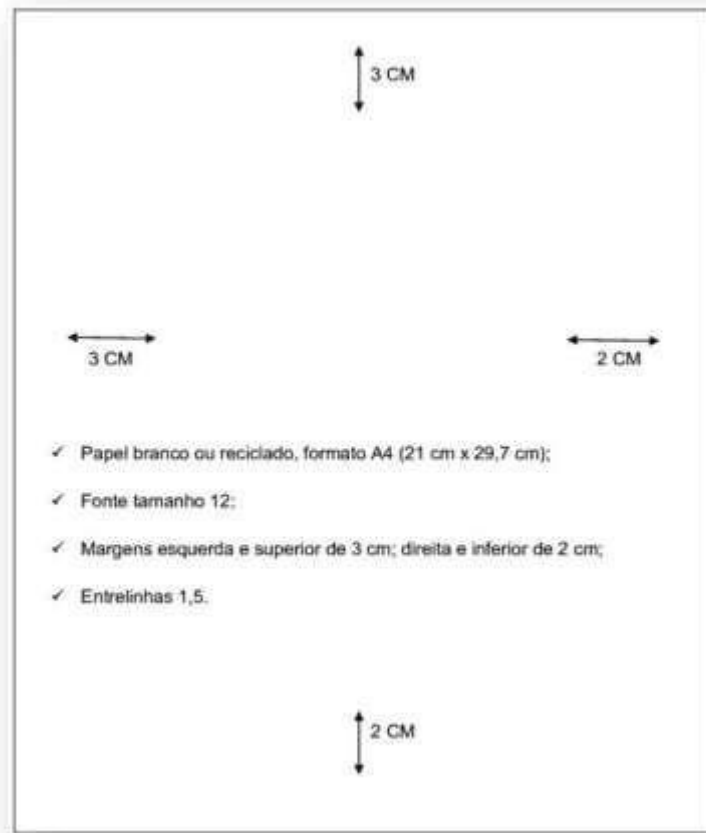 3 CM
3 CM
2 CM
✓ Papel branco ou reciclado, formato A4 (21 cm x 29,7 cm);
✓ Fonte tamanho 12;
✓ Margens esquerda e superior de 3 cm; direita e inferior de 2 cm;
✓ Entrelinhas 1,5.
2 CM